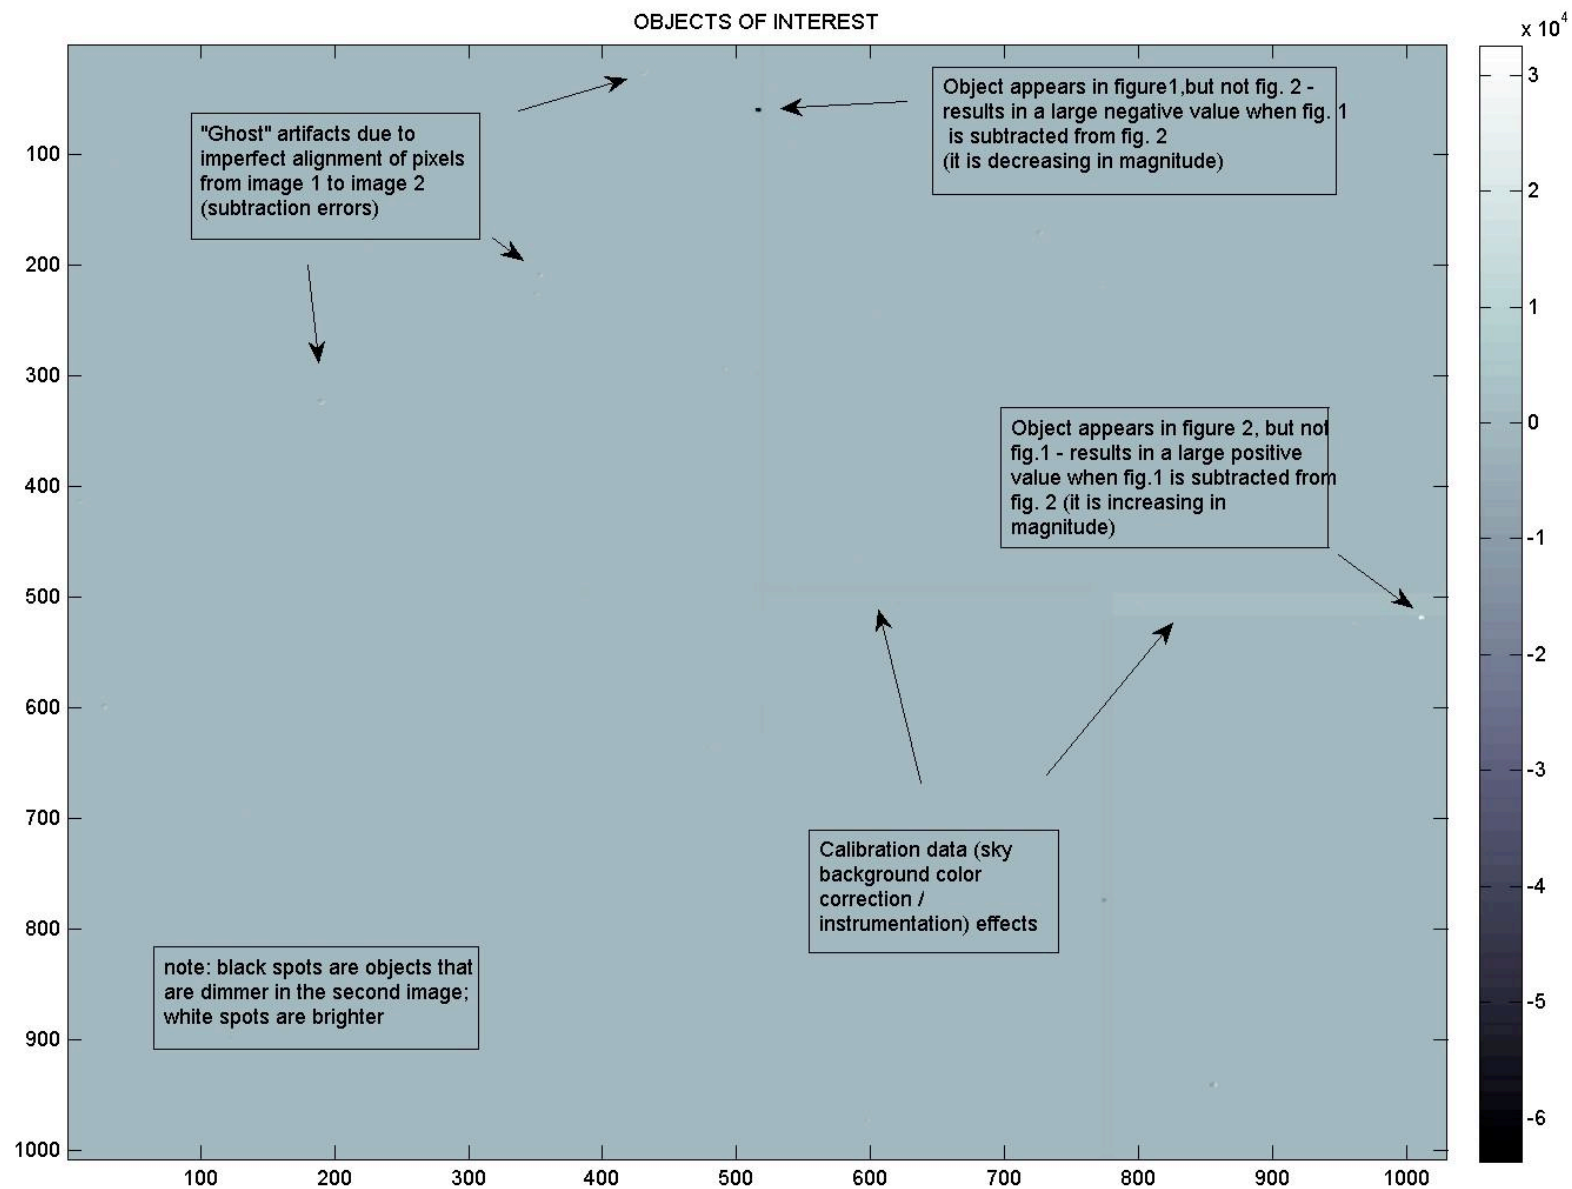 OBJECTS OF INTEREST
x 10^4
"Ghost" artifacts due to
imperfect alignment of pixels
from image 1 to image 2
(subtraction errors)
Object appears in figure1,but not fig. 2 -
results in a large negative value when fig. 1
is subtracted from fig. 2
(it is decreasing in magnitude)
Object appears in figure 2, but not
fig.1 - results in a large positive
value when fig.1 is subtracted from
fig. 2 (it is increasing in
magnitude)
Calibration data (sky
background color
correction /
instrumentation) effects
note: black spots are objects that
are dimmer in the second image;
white spots are brighter
100
200
300
400
500
600
700
800
900
1000
100
200
300
400
500
600
700
800
900
1000
3
2
1
0
-1
-2
-3
-4
-5
-6